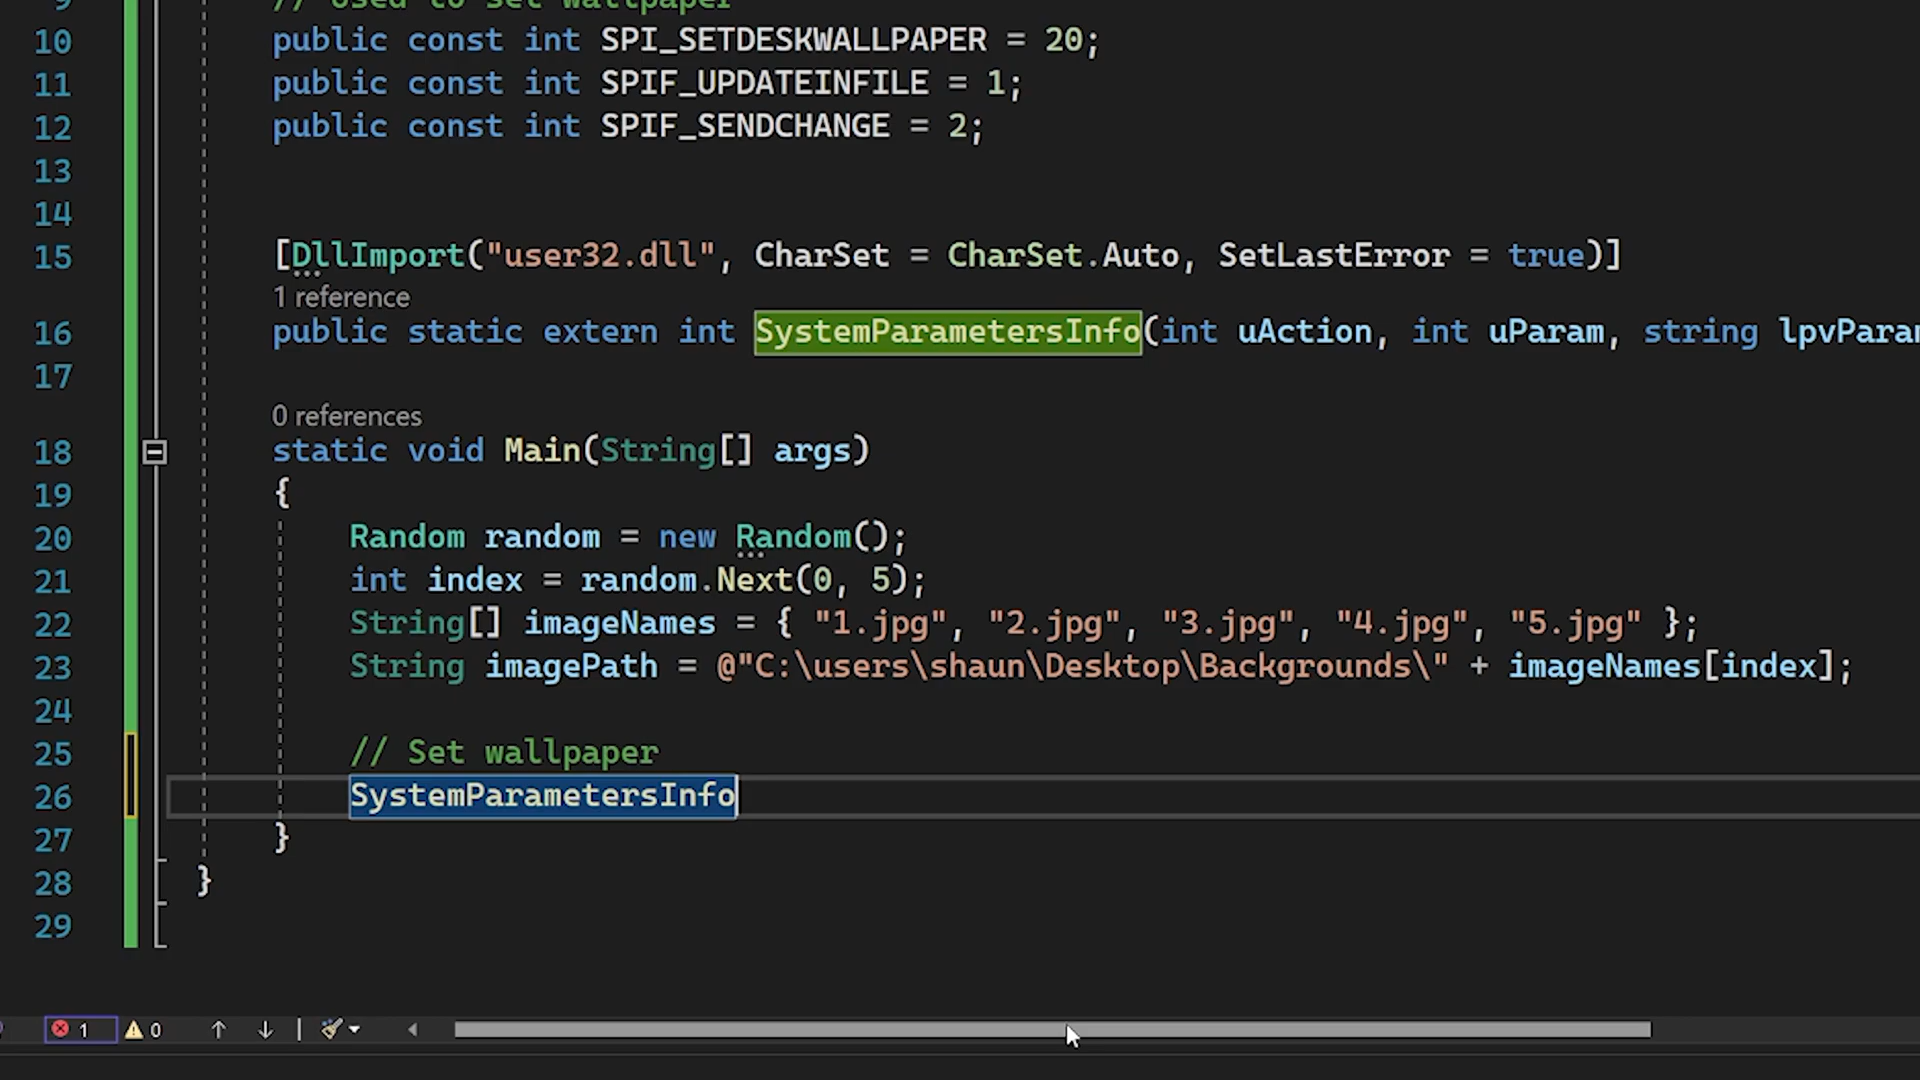 9 // Used to set wallpaper
10 public const int SPI_SETDESKWALLPAPER = 20;
11 public const int SPIF_UPDATEINFILE = 1;
12 public const int SPIF_SENDCHANGE = 2;
13
14
15 [DllImport("user32.dll", CharSet = CharSet.Auto, SetLastError = true)]
1 reference
16 public static extern int SystemParametersInfo(int uAction, int uParam, string lpvParam
17
0 references
18 static void Main(String[] args)
19 {
20 Random random = new Random();
21 int index = random.Next(0, 5);
22 String[] imageNames = { "1.jpg", "2.jpg", "3.jpg", "4.jpg", "5.jpg" };
23 String imagePath = @"C:\users\shaun\Desktop\Backgrounds\" + imageNames[index];
24
25 // Set wallpaper
26 SystemParametersInfo
27 }
28 }
29
1 0